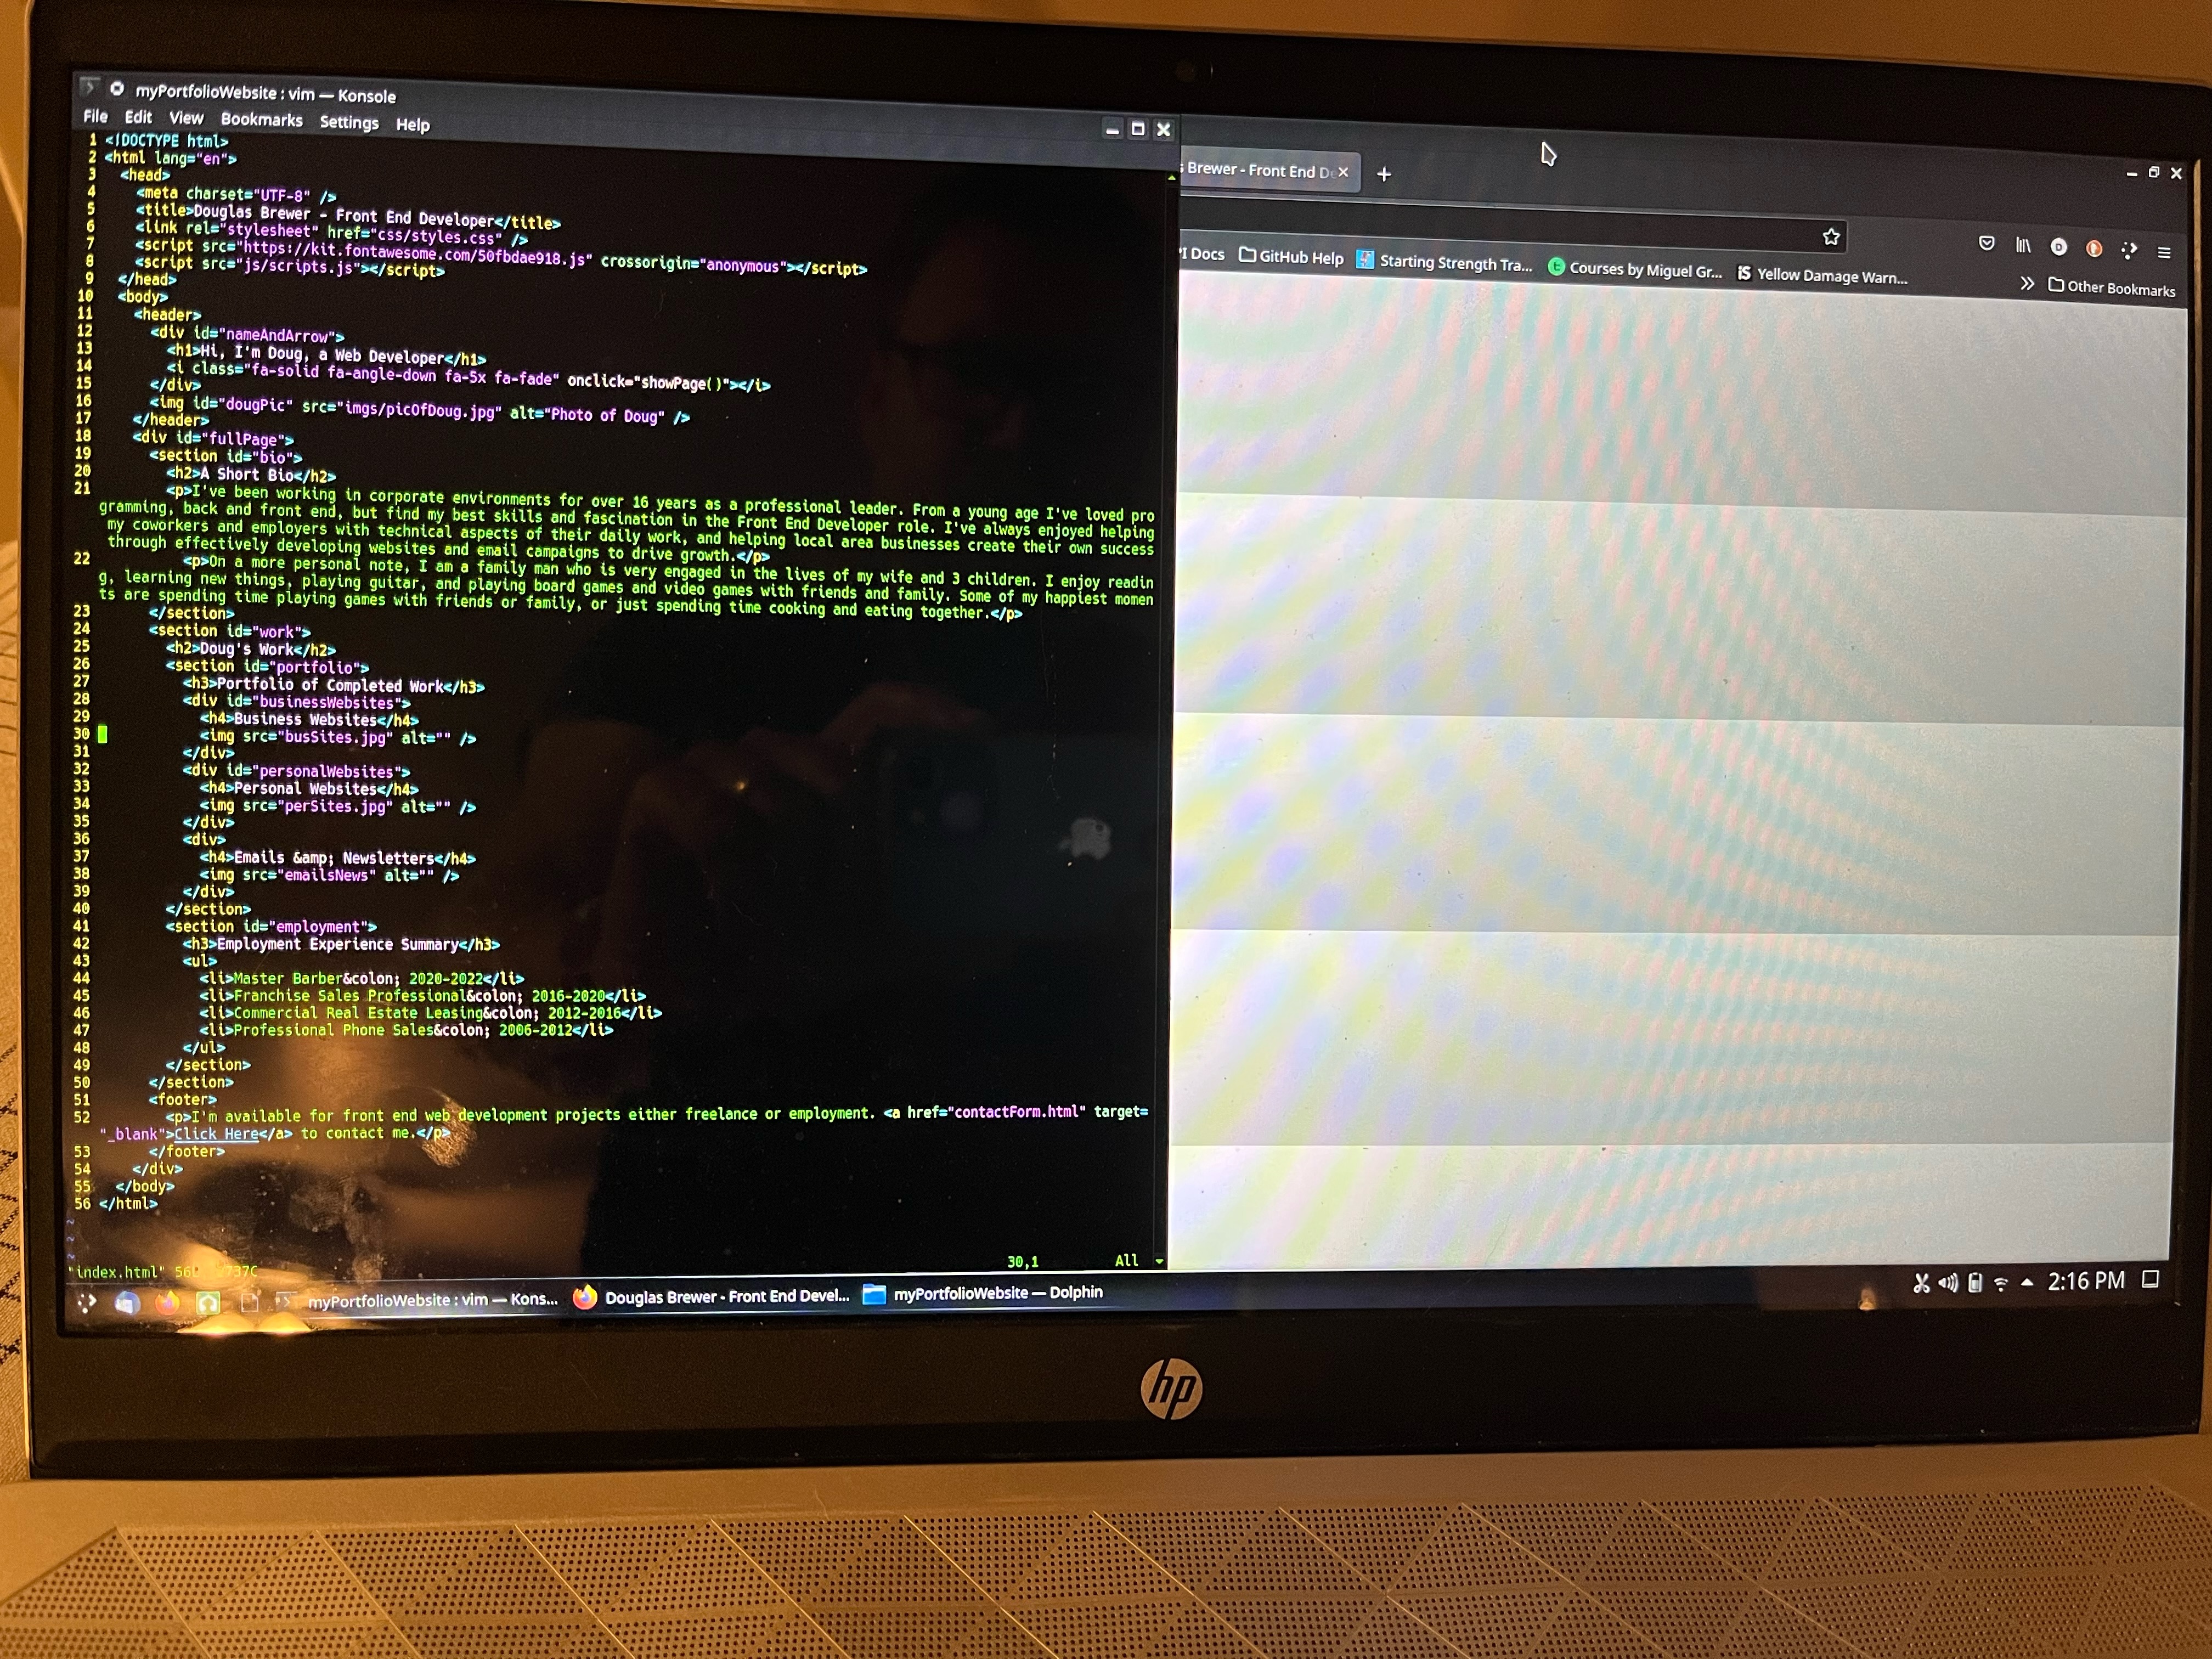 myPortfolioWebsite : vim — Konsole
File Edit View Bookmarks Settings Help
1 <!DOCTYPE html>
2 <html lang="en">
3 <head>
4 <meta charset="UTF-8" />
5 <title>Douglas Brewer - Front End Developer</title>
6 <link rel="stylesheet" href="css/styles.css" />
7 <script src="https://kit.fontawesome.com/50fbdae918.js" crossorigin="anonymous"></script>
8 <script src="js/scripts.js"></script>
9 </head>
10 <body>
11 <header>
12 <div id="nameAndArrow">
13 <h1>Hi, I'm Doug, a Web Developer</h1>
14 <i class="fa-solid fa-angle-down fa-5x fa-fade" onclick="showPage()"></i>
15 </div>
16 <img id="dougPic" src="imgs/picOfDoug.jpg" alt="Photo of Doug" />
17 </header>
18 <div id="fullPage">
19 <section id="bio">
20 <h2>A Short Bio</h2>
21 <p>I've been working in corporate environments for over 16 years as a professional leader. From a young age I've loved pro
gramming, back and front end, but find my best skills and fascination in the Front End Developer role. I've always enjoyed helping
my coworkers and employers with technical aspects of their daily work, and helping local area businesses create their own success
through effectively developing websites and email campaigns to drive growth.</p>
22 <p>On a more personal note, I am a family man who is very engaged in the lives of my wife and 3 children. I enjoy readin
g, learning new things, playing guitar, and playing board games and video games with friends and family. Some of my happiest momen
ts are spending time playing games with friends or family, or just spending time cooking and eating together.</p>
23 </section>
24 <section id="work">
25 <h2>Doug's Work</h2>
26 <section id="portfolio">
27 <h3>Portfolio of Completed Work</h3>
28 <div id="businessWebsites">
29 <h4>Business Websites</h4>
30 <img src="busSites.jpg" alt="" />
31 </div>
32 <div id="personalWebsites">
33 <h4>Personal Websites</h4>
34 <img src="perSites.jpg" alt="" />
35 </div>
36 <div>
37 <h4>Emails &amp; Newsletters</h4>
38 <img src="emailsNews" alt="" />
39 </div>
40 </section>
41 <section id="employment">
42 <h3>Employment Experience Summary</h3>
43 <ul>
44 <li>Master Barber&colon; 2020-2022</li>
45 <li>Franchise Sales Professional&colon; 2016-2020</li>
46 <li>Commercial Real Estate Leasing&colon; 2012-2016</li>
47 <li>Professional Phone Sales&colon; 2006-2012</li>
48 </ul>
49 </section>
50 </section>
51 <footer>
52 <p>I'm available for front end web development projects either freelance or employment. <a href="contactForm.html" target=
"_blank">Click Here</a> to contact me.</p>
53 </footer>
54 </div>
55 </body>
56 </html>
~
~
~
"index.html" 30,1 All
s Brewer - Front End De
I Docs GitHub Help Starting Strength Tra... Courses by Miguel Gr... Yellow Damage Warn... Other Bookmarks
myPortfolioWebsite : vim — Kons... Douglas Brewer - Front End Devel... myPortfolioWebsite — Dolphin 2:16 PM
hp